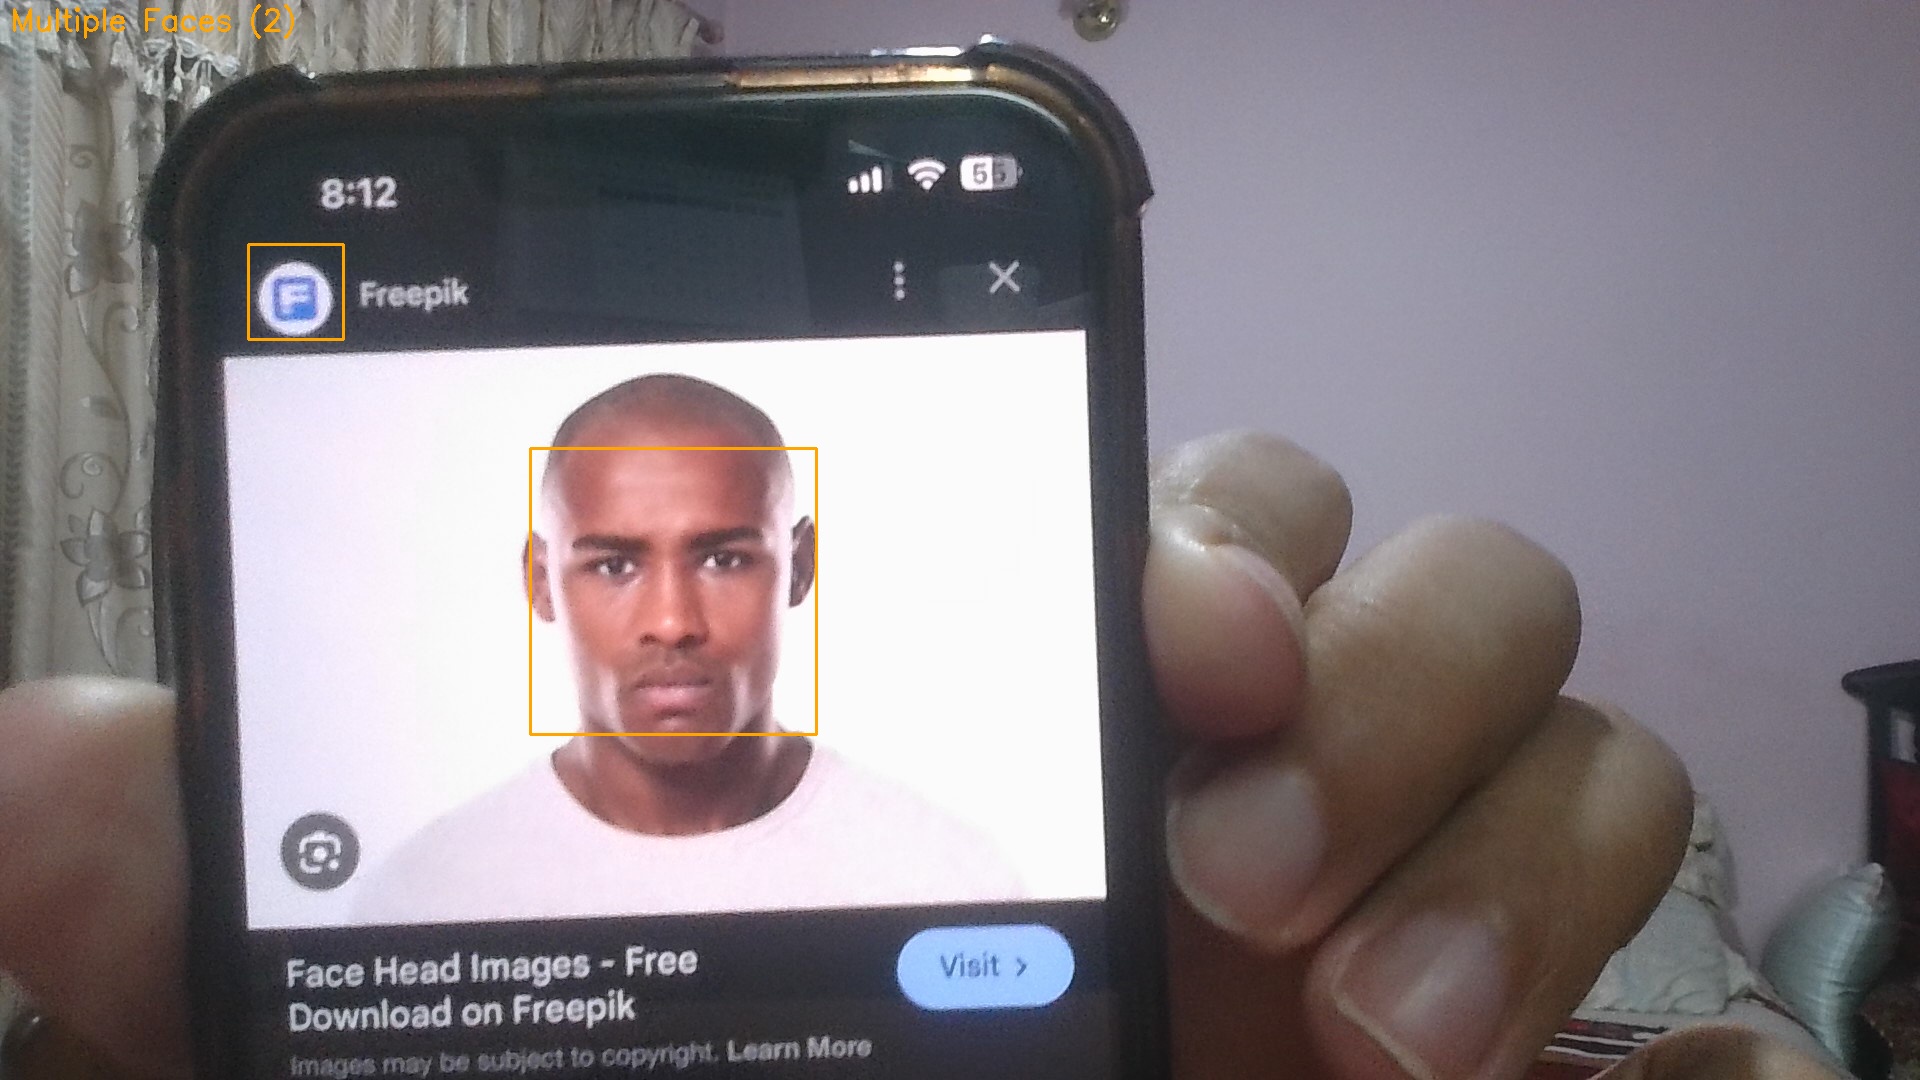 Multiple Faces (2)
8:12
55
F
Freepik
Face Head Images - Free
Download on Freepik
Visit >
Images may be subject to copyright. Learn More